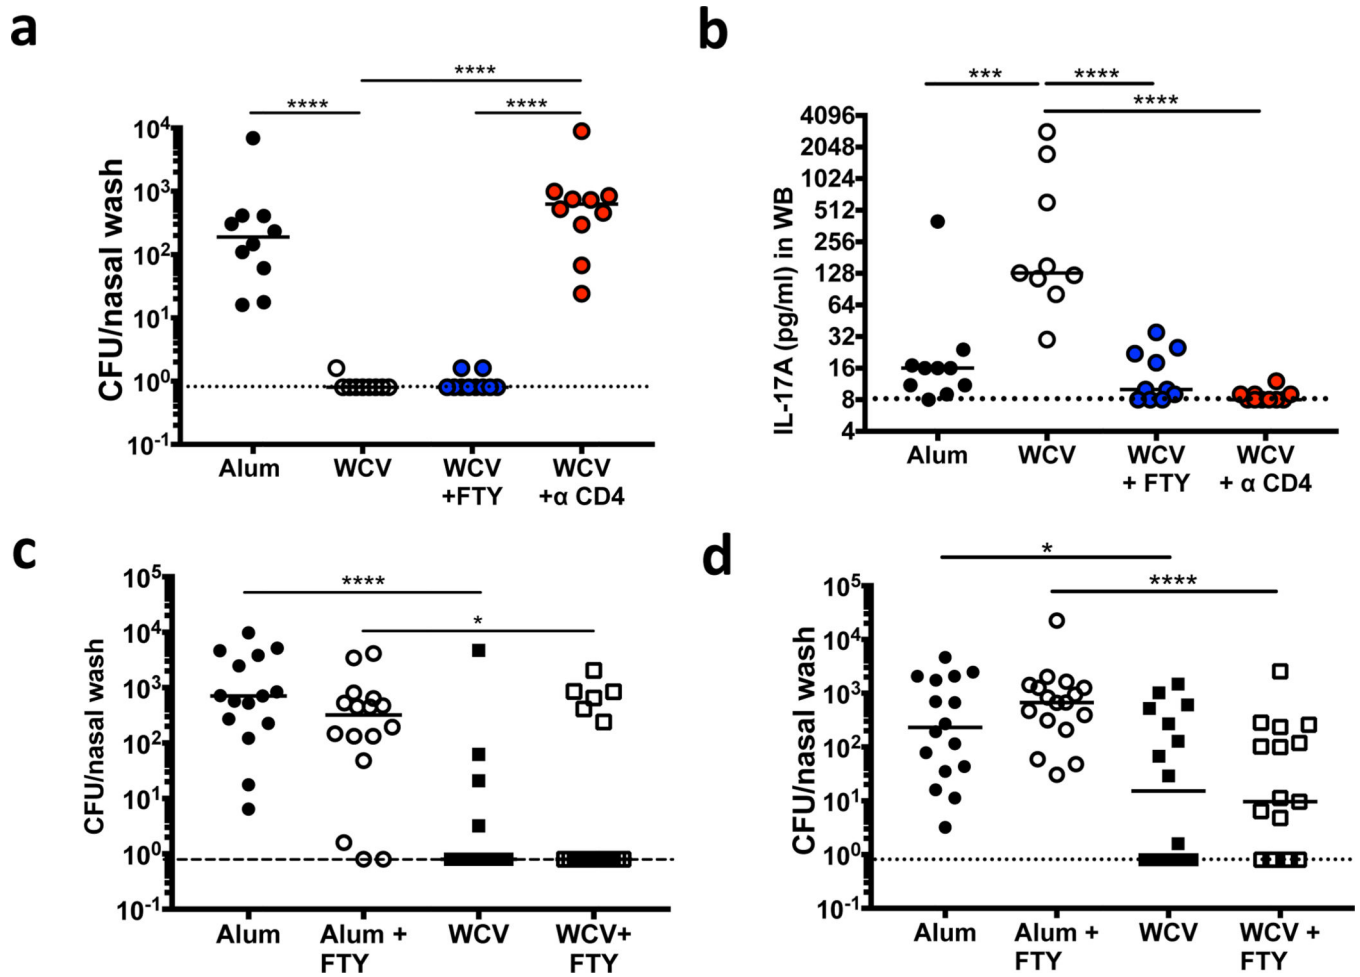 a
****
**** ****
CFU/nasal wash
10^4
10^3
10^2
10^1
10^0
10^-1
Alum WCV WCV WCV
+FTY +α CD4
b
*** ****
****
IL-17A (pg/ml) in WB
4096
2048
1024
512
256
128
64
32
16
8
4
Alum WCV WCV WCV
+ FTY + α CD4
c
****
*
CFU/nasal wash
10^5
10^4
10^3
10^2
10^1
10^0
10^-1
Alum Alum + WCV WCV+
FTY FTY
d
*
****
CFU/nasal wash
10^5
10^4
10^3
10^2
10^1
10^0
10^-1
Alum Alum + WCV WCV +
FTY FTY